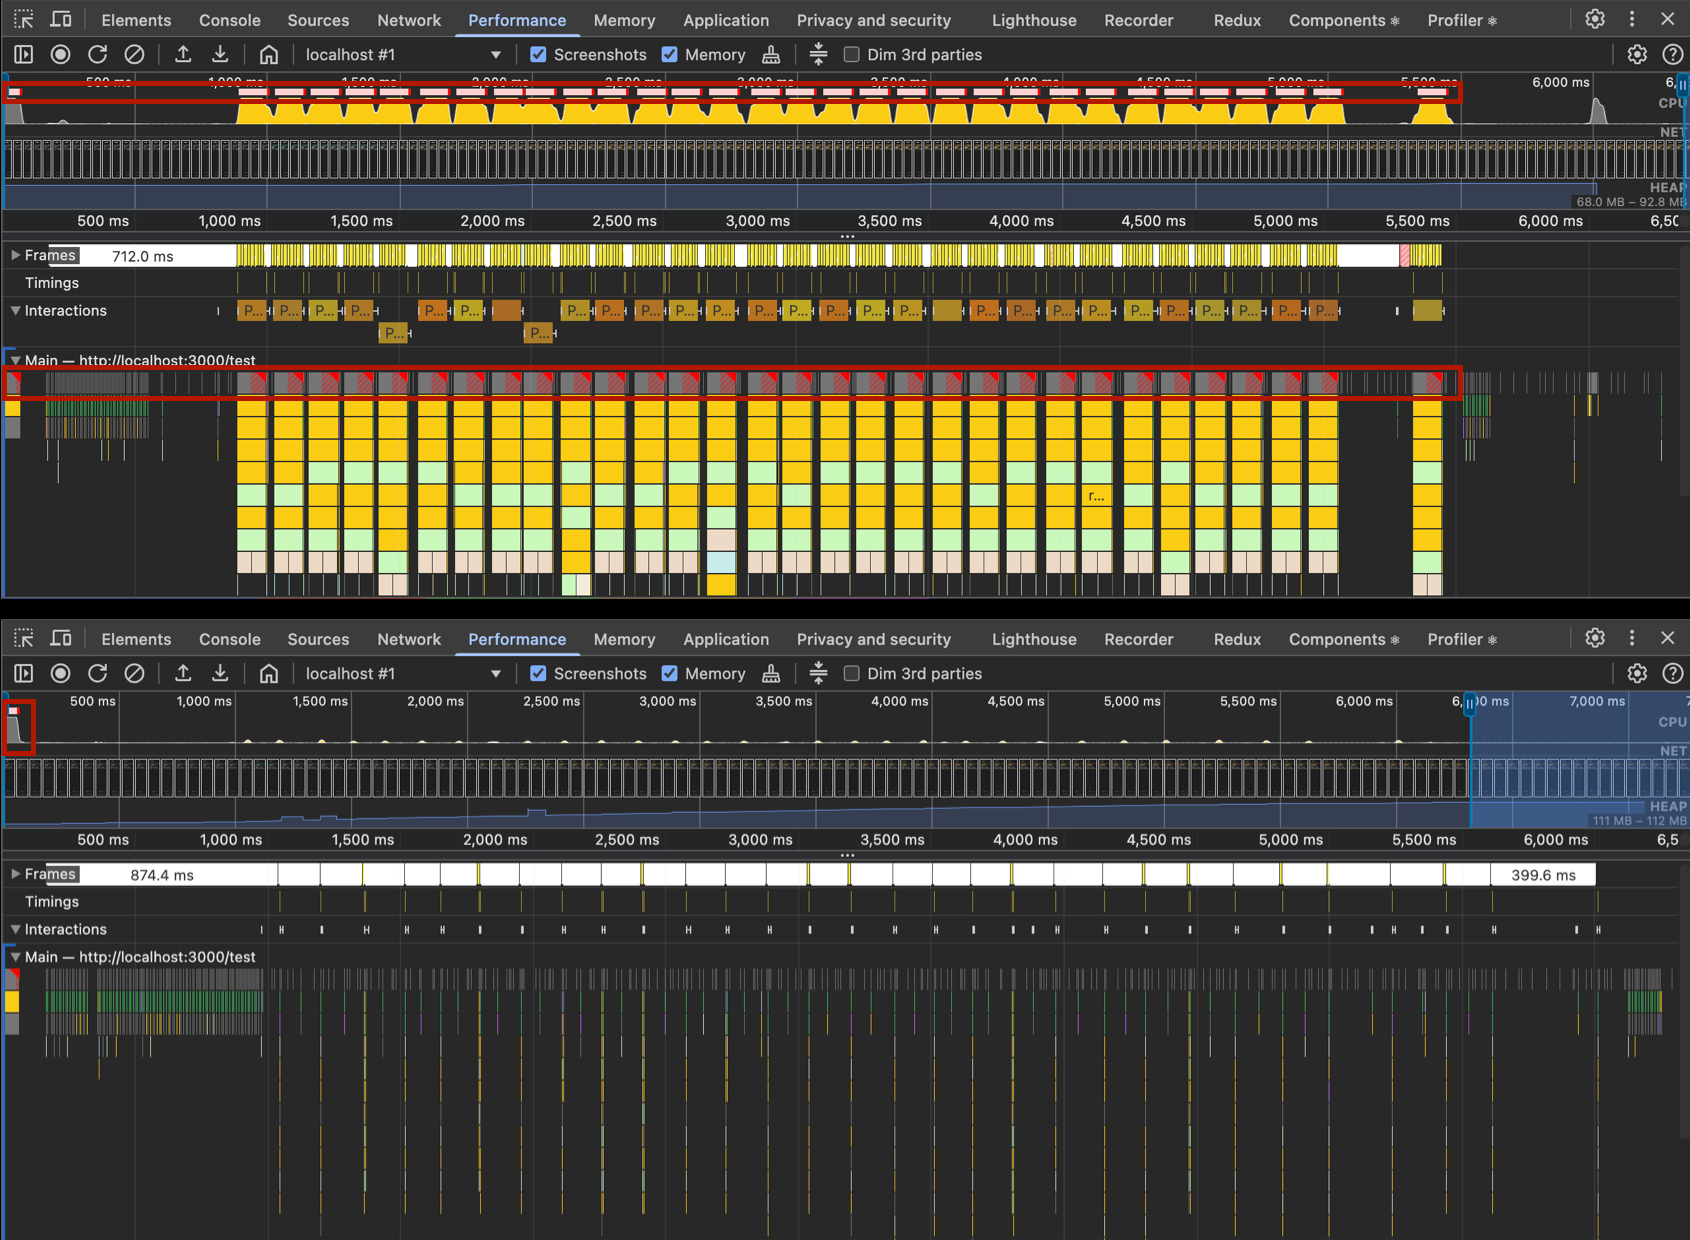 Elements Console Sources Network Performance Memory Application Privacy and security Lighthouse Recorder Redux Components Profiler
localhost #1 Screenshots Memory Dim 3rd parties
500 ms 1,000 ms 1,500 ms 2,000 ms 2,500 ms 3,000 ms 3,500 ms 4,000 ms 4,500 ms 5,000 ms 5,500 ms 6,000 ms
CPU
NET
HEAP
68.0 MB – 92.8 MB
500 ms 1,000 ms 1,500 ms 2,000 ms 2,500 ms 3,000 ms 3,500 ms 4,000 ms 4,500 ms 5,000 ms 5,500 ms 6,000 ms 6,50
Frames 712.0 ms
Timings
Interactions P... P... P... P... P... P... P... P... P... P... P... P... P... P... P... P... P... P... P... P... P... P... P... P... P... P...
P... P...
Main — http://localhost:3000/test
r...
Elements Console Sources Network Performance Memory Application Privacy and security Lighthouse Recorder Redux Components Profiler
localhost #1 Screenshots Memory Dim 3rd parties
500 ms 1,000 ms 1,500 ms 2,000 ms 2,500 ms 3,000 ms 3,500 ms 4,000 ms 4,500 ms 5,000 ms 5,500 ms 6,000 ms 7,000 ms
CPU
NET
HEAP
111 MB – 112 MB
500 ms 1,000 ms 1,500 ms 2,000 ms 2,500 ms 3,000 ms 3,500 ms 4,000 ms 4,500 ms 5,000 ms 5,500 ms 6,000 ms 6,5
Frames 874.4 ms 399.6 ms
Timings
Interactions
Main — http://localhost:3000/test